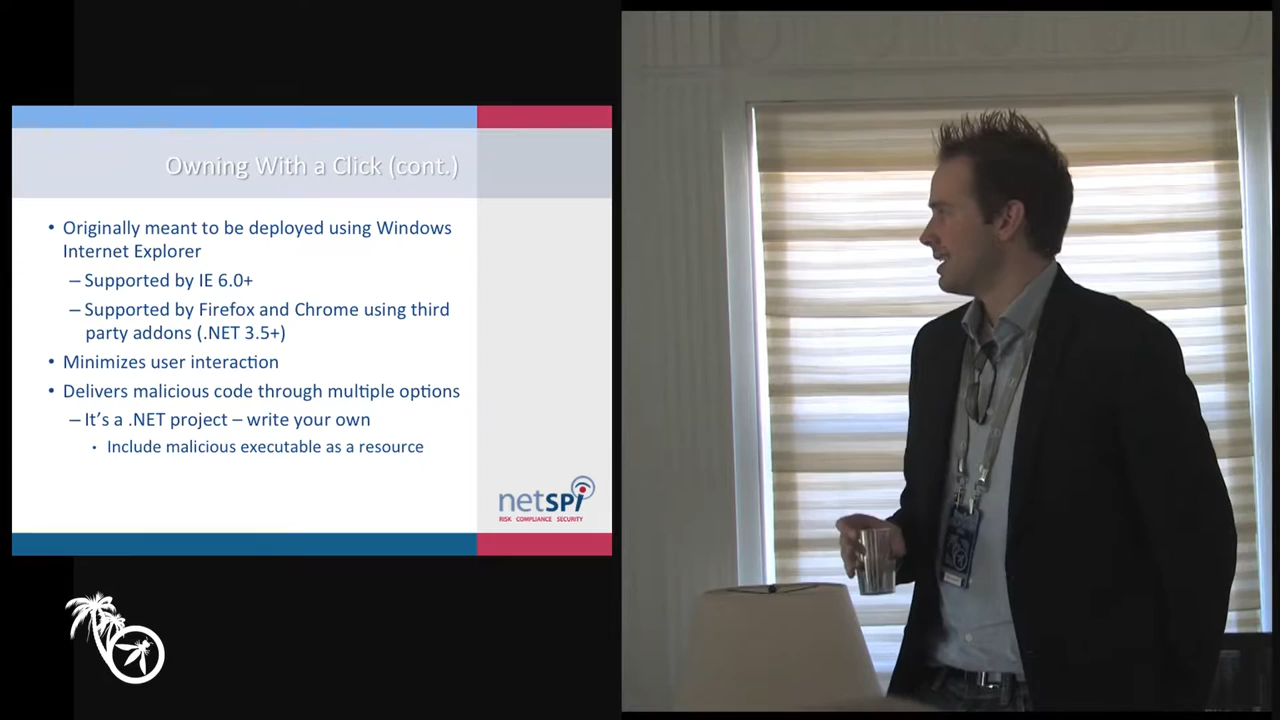 Owning With a Click (cont.)
• Originally meant to be deployed using Windows
Internet Explorer
– Supported by IE 6.0+
– Supported by Firefox and Chrome using third
party addons (.NET 3.5+)
• Minimizes user interaction
• Delivers malicious code through multiple options
– It’s a .NET project – write your own
• Include malicious executable as a resource
netSPi
RISK COMPLIANCE SECURITY